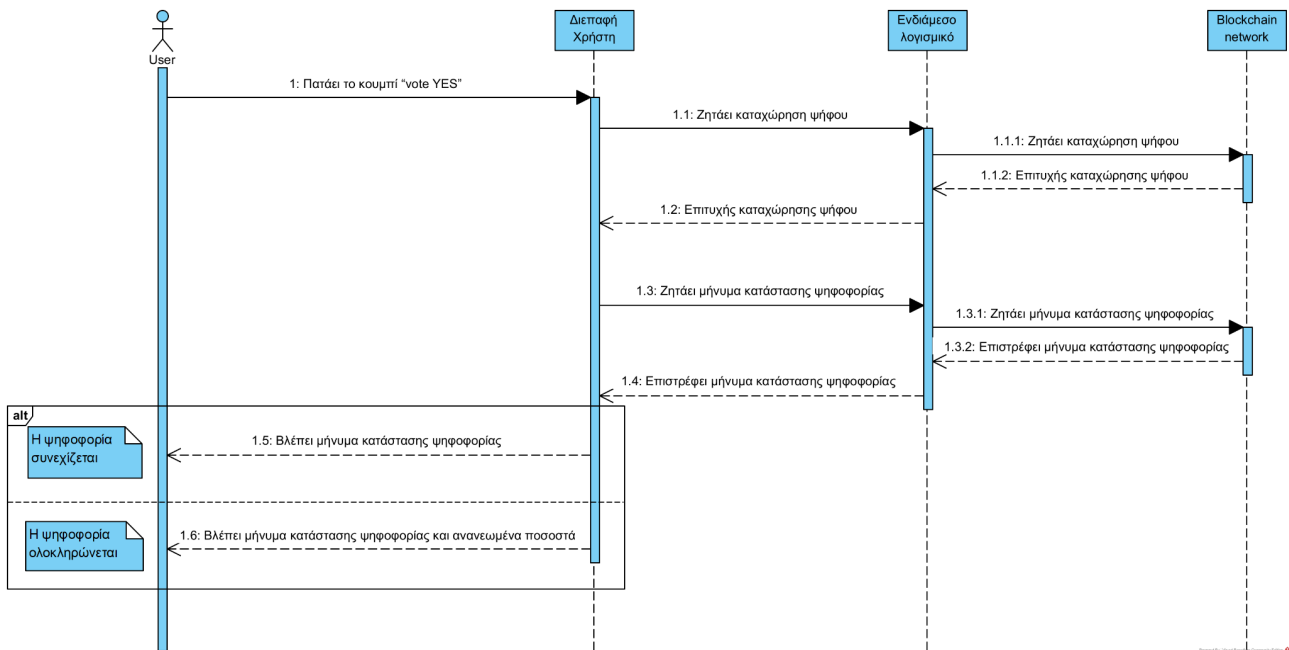 User
Διεπαφή
Χρήστη
Ενδιάμεσο
λογισμικό
Blockchain
network
1: Πατάει το κουμπί “vote YES”
1.1: Ζητάει καταχώρηση ψήφου
1.1.1: Ζητάει καταχώρηση ψήφου
1.1.2: Επιτυχής καταχώρησης ψήφου
1.2: Επιτυχής καταχώρησης ψήφου
1.3: Ζητάει μήνυμα κατάστασης ψηφοφορίας
1.3.1: Ζητάει μήνυμα κατάστασης ψηφοφορίας
1.3.2: Επιστρέφει μήνυμα κατάστασης ψηφοφορίας
1.4: Επιστρέφει μήνυμα κατάστασης ψηφοφορίας
alt
Η ψηφοφορία
συνεχίζεται
1.5: Βλέπει μήνυμα κατάστασης ψηφοφορίας
Η ψηφοφορία
ολοκληρώνεται
1.6: Βλέπει μήνυμα κατάστασης ψηφοφορίας και ανανεωμένα ποσοστά